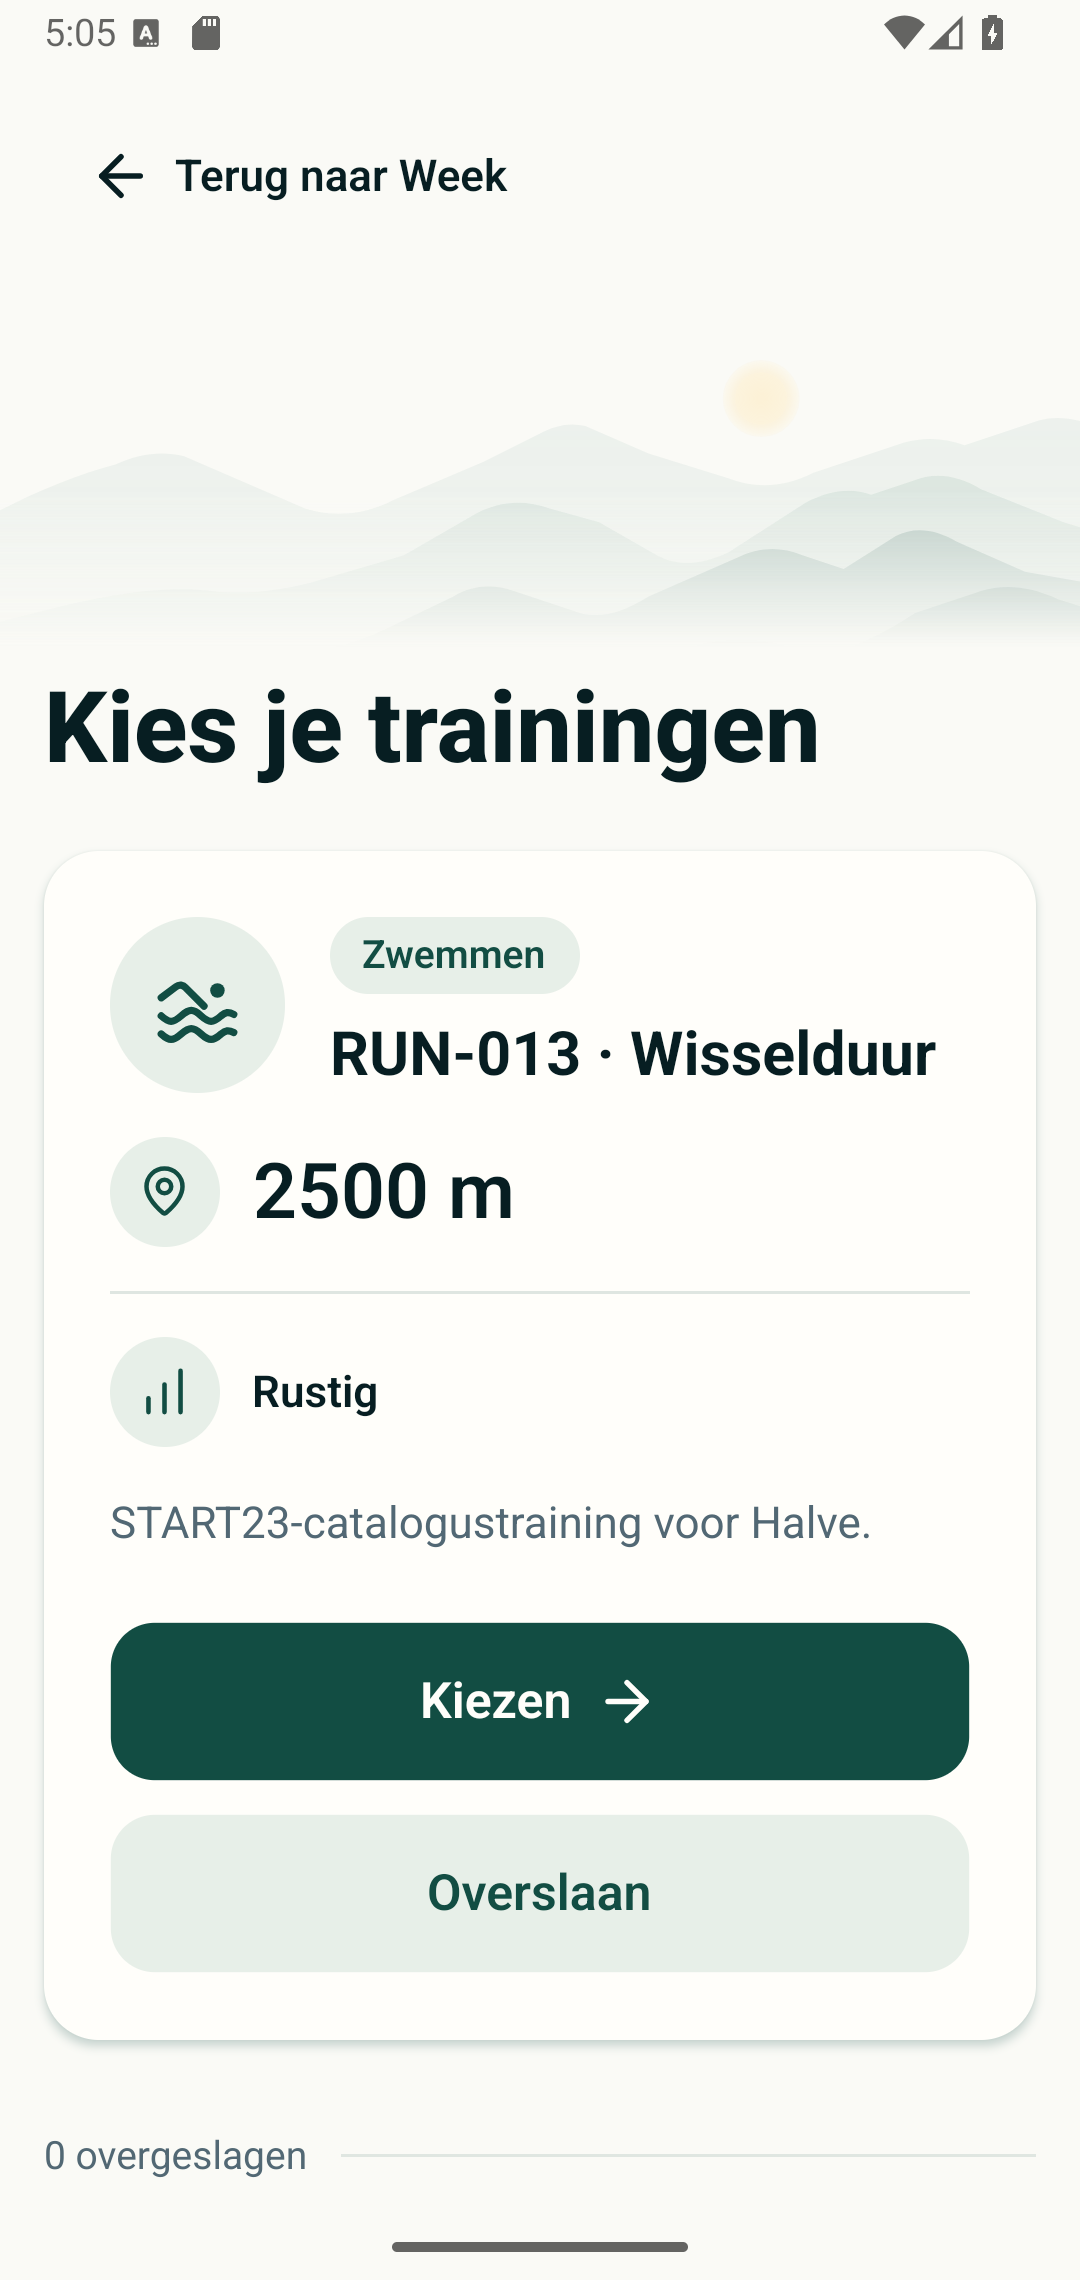 5:05
Terug naar Week
Kies je trainingen
Zwemmen
RUN-013 · Wisselduur
2500 m
Rustig
START23-catalogustraining voor Halve.
Kiezen
Overslaan
0 overgeslagen